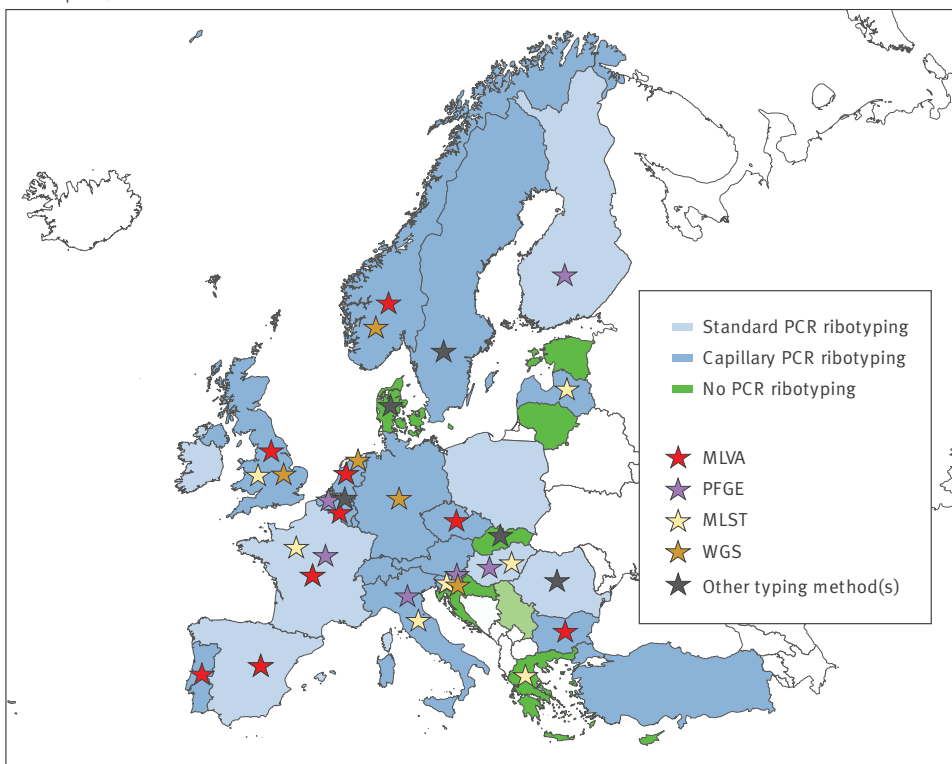 Standard PCR ribotyping
Capillary PCR ribotyping
No PCR ribotyping
MLVA
PFGE
MLST
WGS
Other typing method(s)